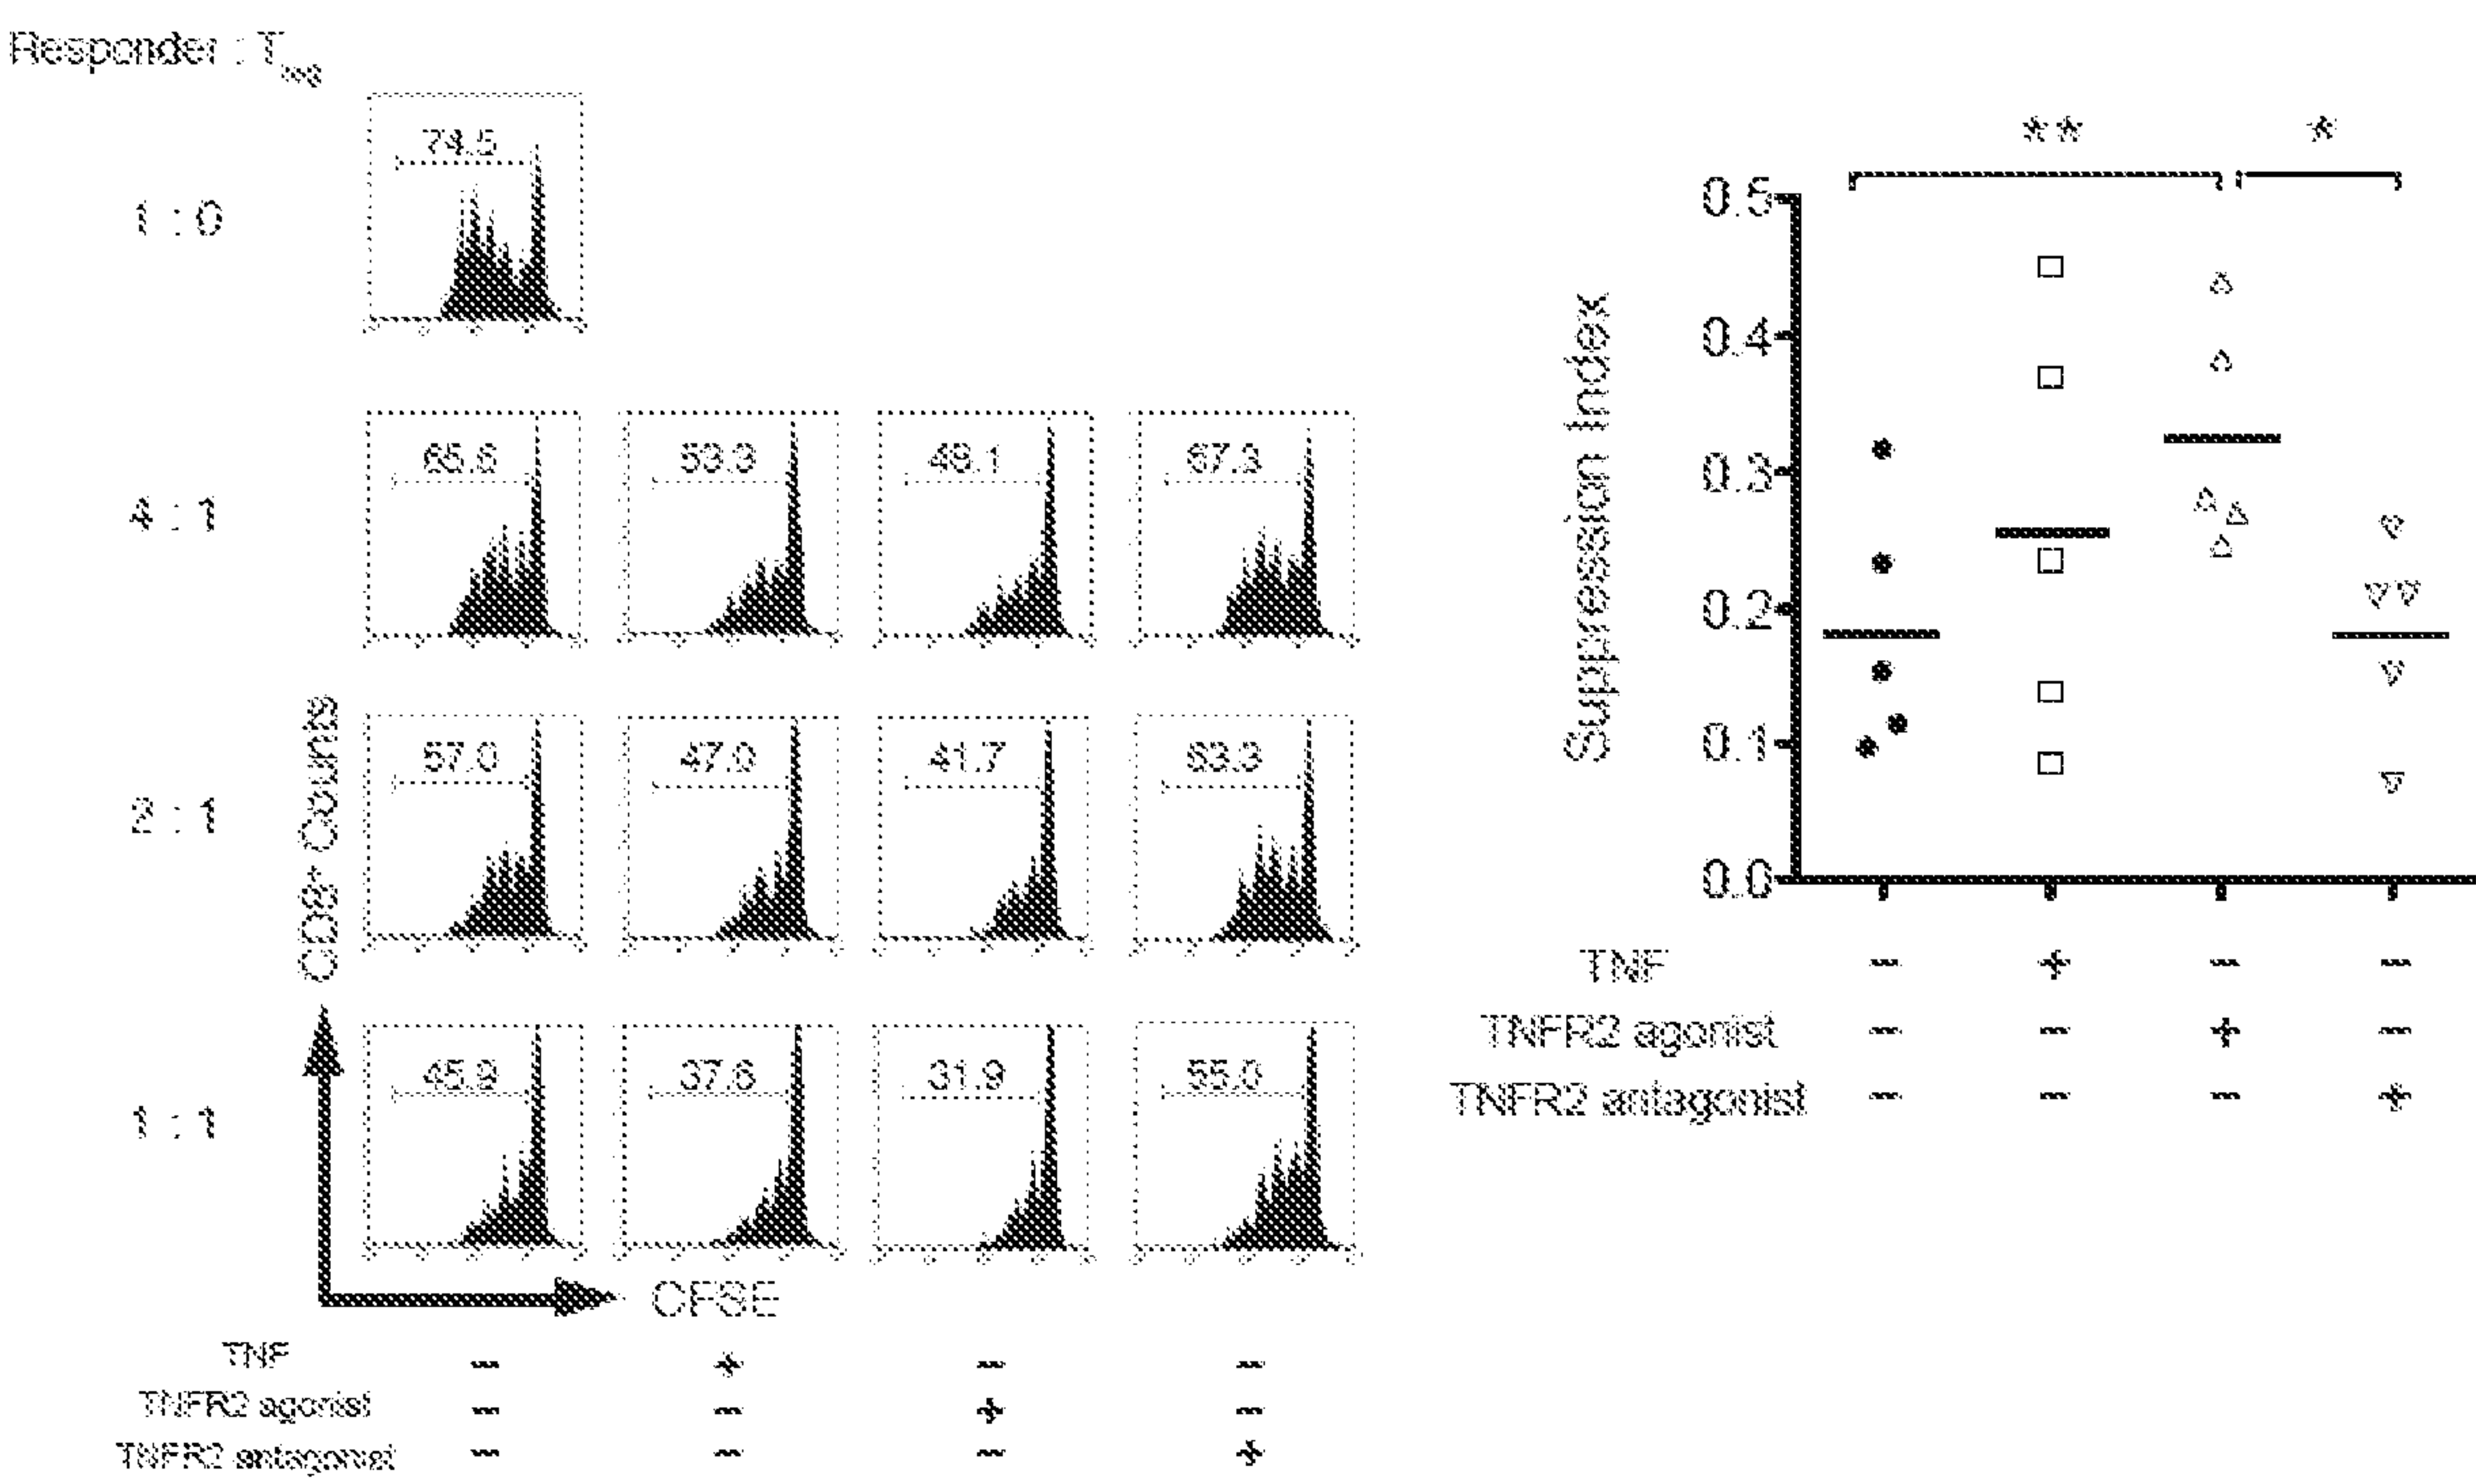 Responder : Treg
1 : 0
74.5
4 : 1
65.6 53.3 48.1 67.3
2 : 1
57.0 47.0 41.7 63.3
1 : 1
45.9 37.6 31.9 55.0
CD8+ Counts
CFSE
TNF - + - -
TNFR2 agonist - - + -
TNFR2 antagonist - - - +
** *
Suppression Index
0.5
0.4
0.3
0.2
0.1
0.0
TNF - + - -
TNFR2 agonist - - + -
TNFR2 antagonist - - - +